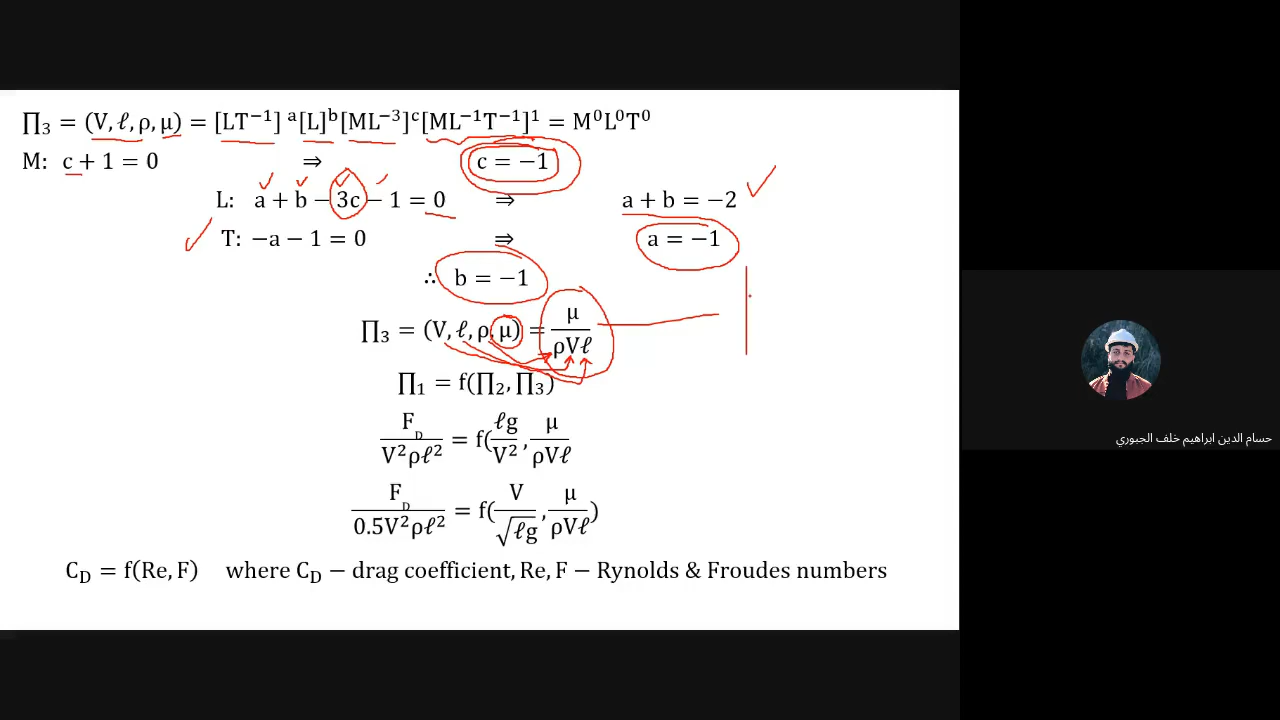 ∏₃ = (V, ℓ, ρ, μ) = [LT⁻¹] ᵃ[L]ᵇ[ML⁻³]ᶜ[ML⁻¹T⁻¹]¹ = M⁰L⁰T⁰
M: c + 1 = 0 ⇒ c = −1
L: a + b − 3c − 1 = 0 ⇒ a + b = −2
T: −a − 1 = 0 ⇒ a = −1
∴ b = −1
∏₃ = (V, ℓ, ρ, μ) = μ/ρVℓ
∏₁ = f(∏₂, ∏₃)
F_D/V²ρℓ² = f(ℓg/V², μ/ρVℓ
F_D/0.5V²ρℓ² = f(V/√ℓg, μ/ρVℓ)
C_D = f(Re, F) where C_D − drag coefficient, Re, F − Rynolds & Froudes numbers
حسام الدين ابراهيم خلف الجبوري